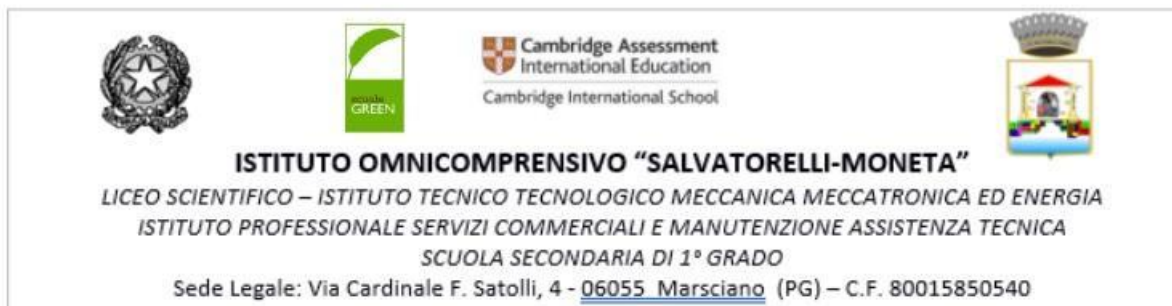 scuole
GREEN
Cambridge Assessment
International Education
Cambridge International School
ISTITUTO OMNICOMPRENSIVO “SALVATORELLI-MONETA”
LICEO SCIENTIFICO – ISTITUTO TECNICO TECNOLOGICO MECCANICA MECCATRONICA ED ENERGIA
ISTITUTO PROFESSIONALE SERVIZI COMMERCIALI E MANUTENZIONE ASSISTENZA TECNICA
SCUOLA SECONDARIA DI 1° GRADO
Sede Legale: Via Cardinale F. Satolli, 4 - 06055 Marsciano (PG) – C.F. 80015850540